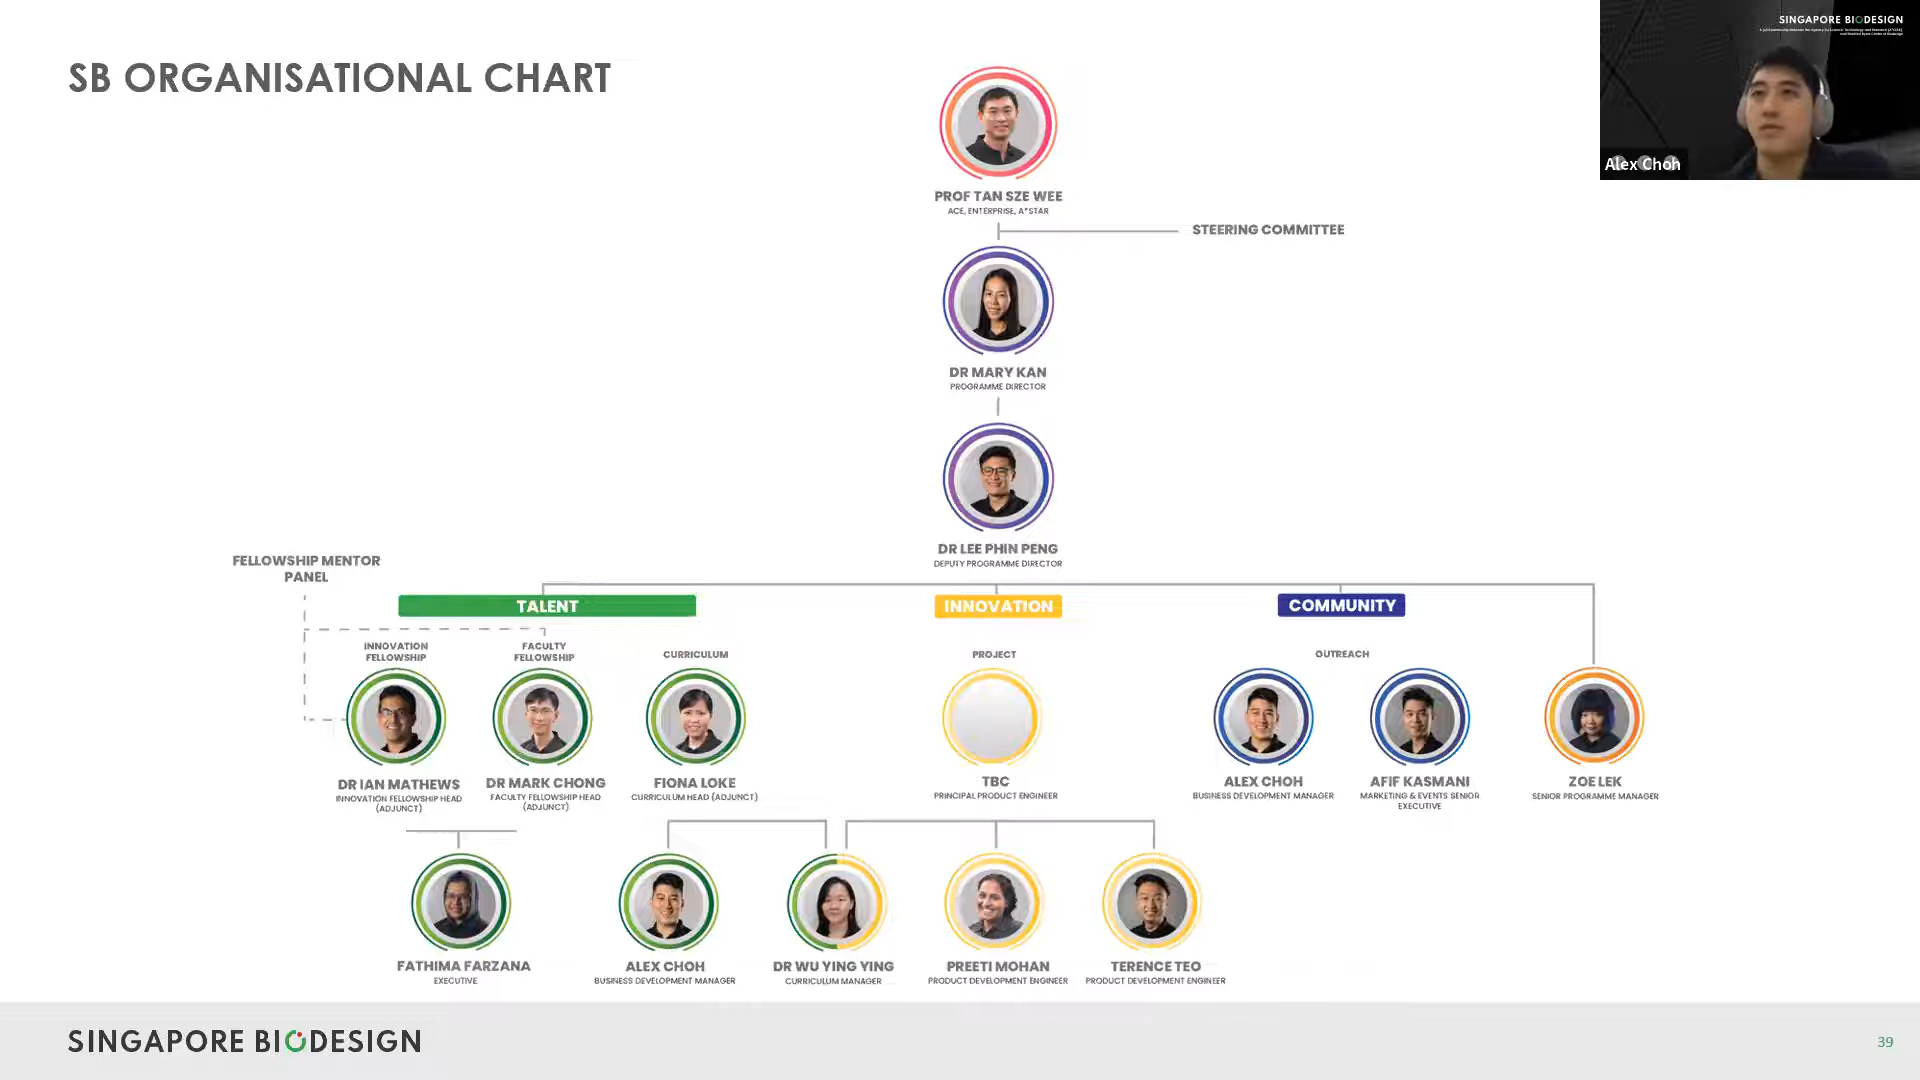 SB ORGANISATIONAL CHART
SINGAPORE BIODESIGN
Alex Choh
PROF TAN SZE WEE
ACE, ENTERPRISE, A*STAR
STEERING COMMITTEE
DR MARY KAN
PROGRAMME DIRECTOR
DR LEE PHIN PENG
DEPUTY PROGRAMME DIRECTOR
FELLOWSHIP MENTOR
PANEL
TALENT
INNOVATION
COMMUNITY
INNOVATION
FELLOWSHIP
FACULTY
FELLOWSHIP
CURRICULUM
PROJECT
OUTREACH
DR IAN MATHEWS
INNOVATION FELLOWSHIP HEAD
(ADJUNCT)
DR MARK CHONG
FACULTY FELLOWSHIP HEAD
(ADJUNCT)
FIONA LOKE
CURRICULUM HEAD (ADJUNCT)
TBC
PRINCIPAL PRODUCT ENGINEER
ALEX CHOH
BUSINESS DEVELOPMENT MANAGER
AFIF KASMANI
MARKETING & EVENTS SENIOR
EXECUTIVE
ZOE LEK
SENIOR PROGRAMME MANAGER
FATHIMA FARZANA
EXECUTIVE
ALEX CHOH
BUSINESS DEVELOPMENT MANAGER
DR WU YING YING
CURRICULUM MANAGER
PREETI MOHAN
PRODUCT DEVELOPMENT ENGINEER
TERENCE TEO
PRODUCT DEVELOPMENT ENGINEER
SINGAPORE BIODESIGN
39